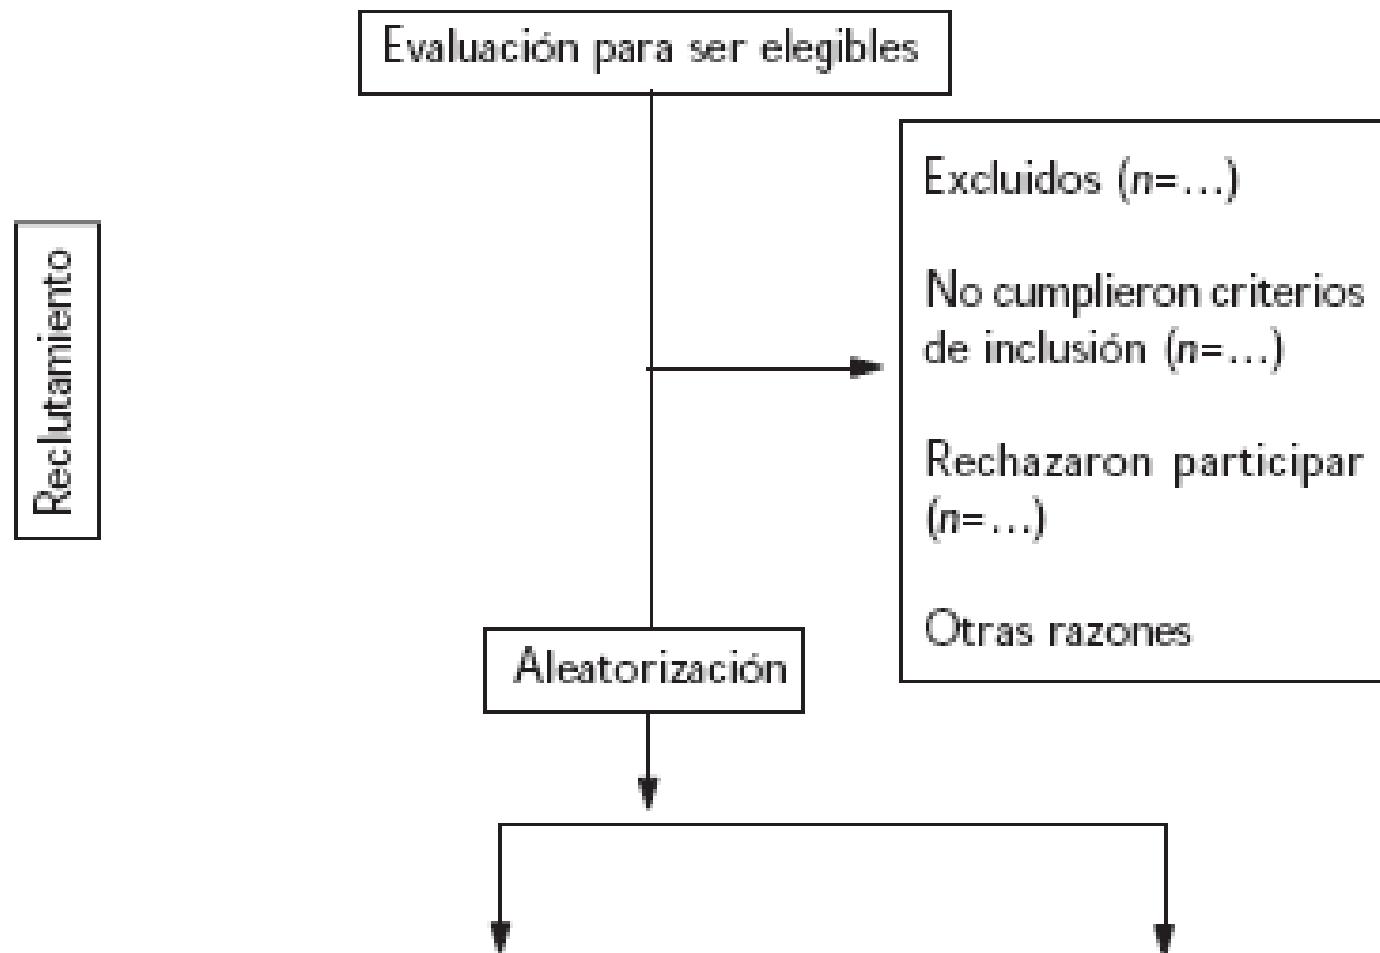 Evaluación para ser elegibles
Reclutamiento
Excluidos (n=...)
No cumplieron criterios
de inclusión (n=...)
Rechazaron participar
(n=...)
Otras razones
Aleatorización